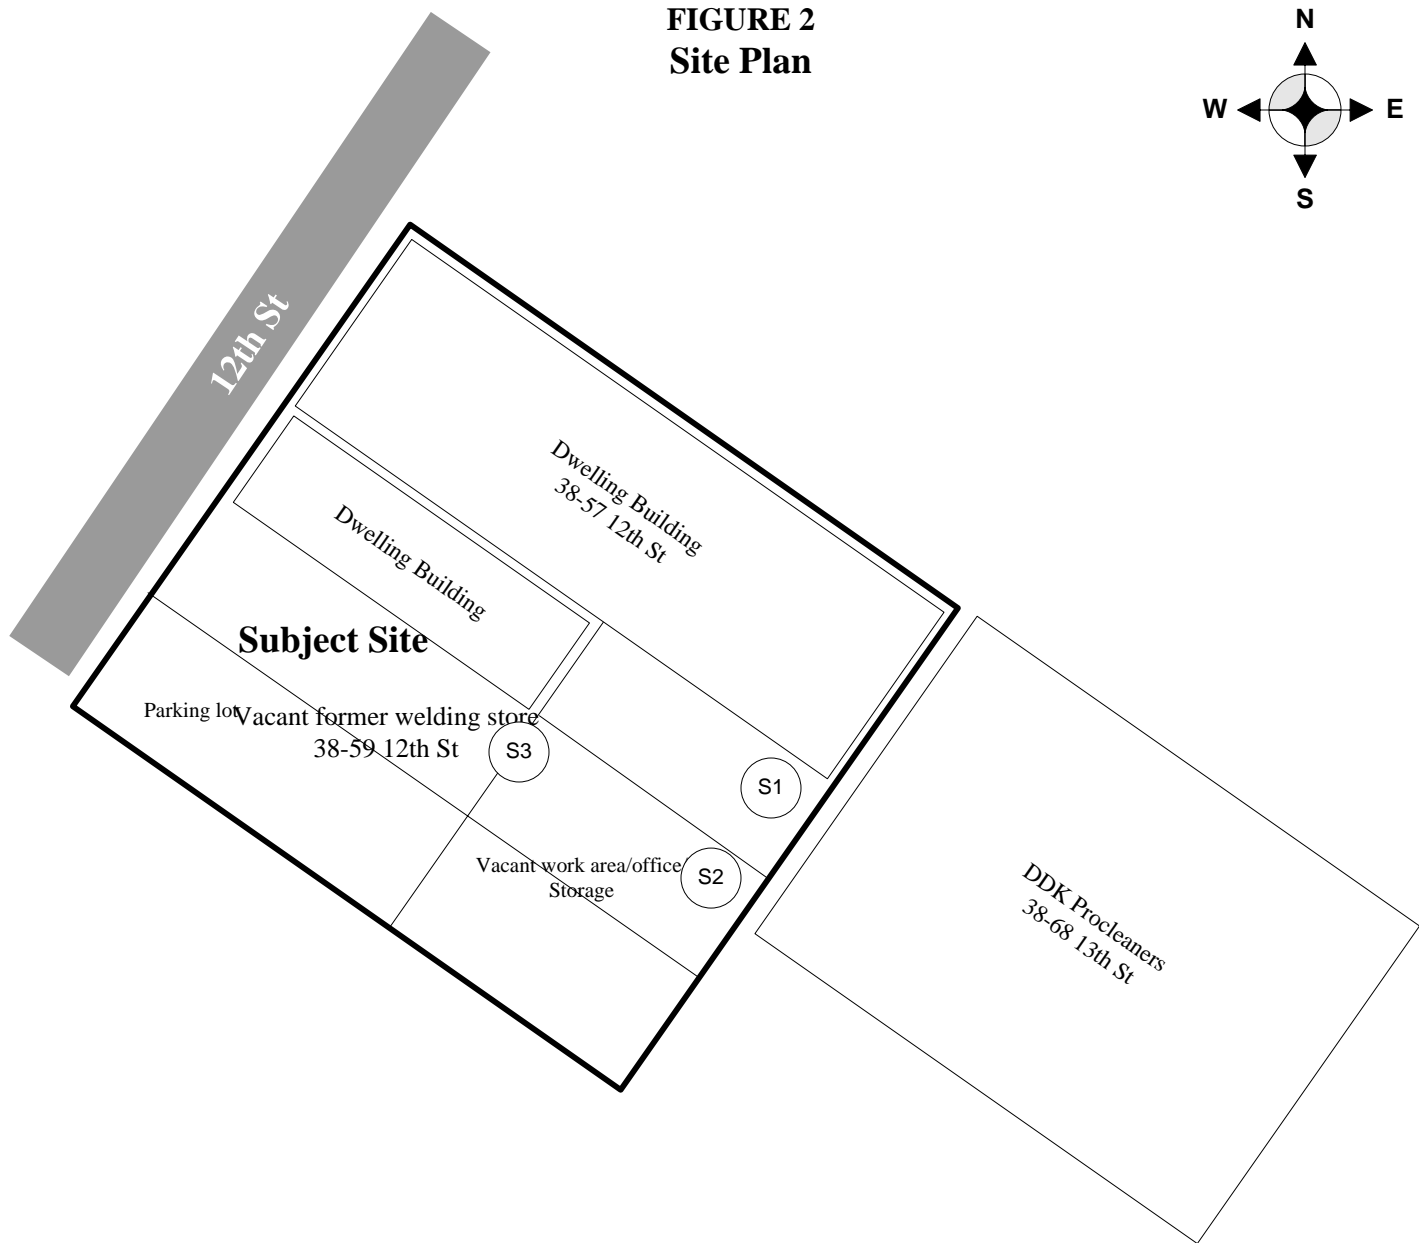 FIGURE 2
Site Plan
N
W E
S
12th St
Dwelling Building
38-57 12th St
Dwelling Building
Subject Site
Parking lot
Vacant former welding store
38-59 12th St
S3
S1
Vacant work area/office
Storage
S2
DDK Procleaners
38-68 13th St